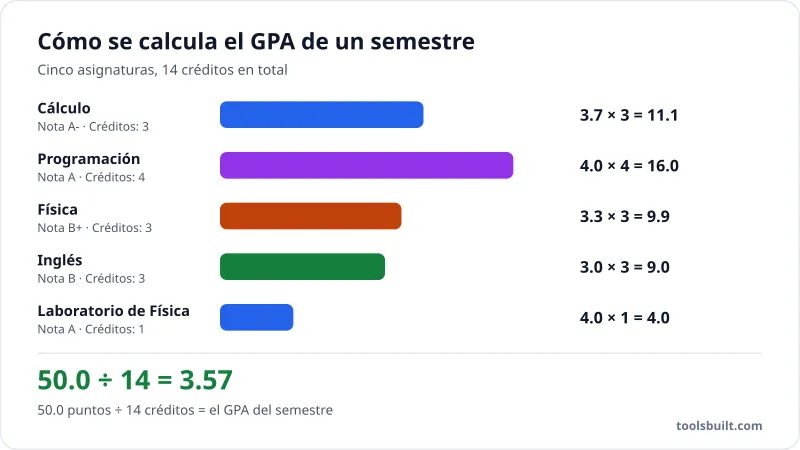 Cómo se calcula el GPA de un semestre
Cinco asignaturas, 14 créditos en total
Cálculo
Nota A- · Créditos: 3
3.7 × 3 = 11.1
Programación
Nota A · Créditos: 4
4.0 × 4 = 16.0
Física
Nota B+ · Créditos: 3
3.3 × 3 = 9.9
Inglés
Nota B · Créditos: 3
3.0 × 3 = 9.0
Laboratorio de Física
Nota A · Créditos: 1
4.0 × 1 = 4.0
50.0 ÷ 14 = 3.57
50.0 puntos ÷ 14 créditos = el GPA del semestre
toolsbuilt.com